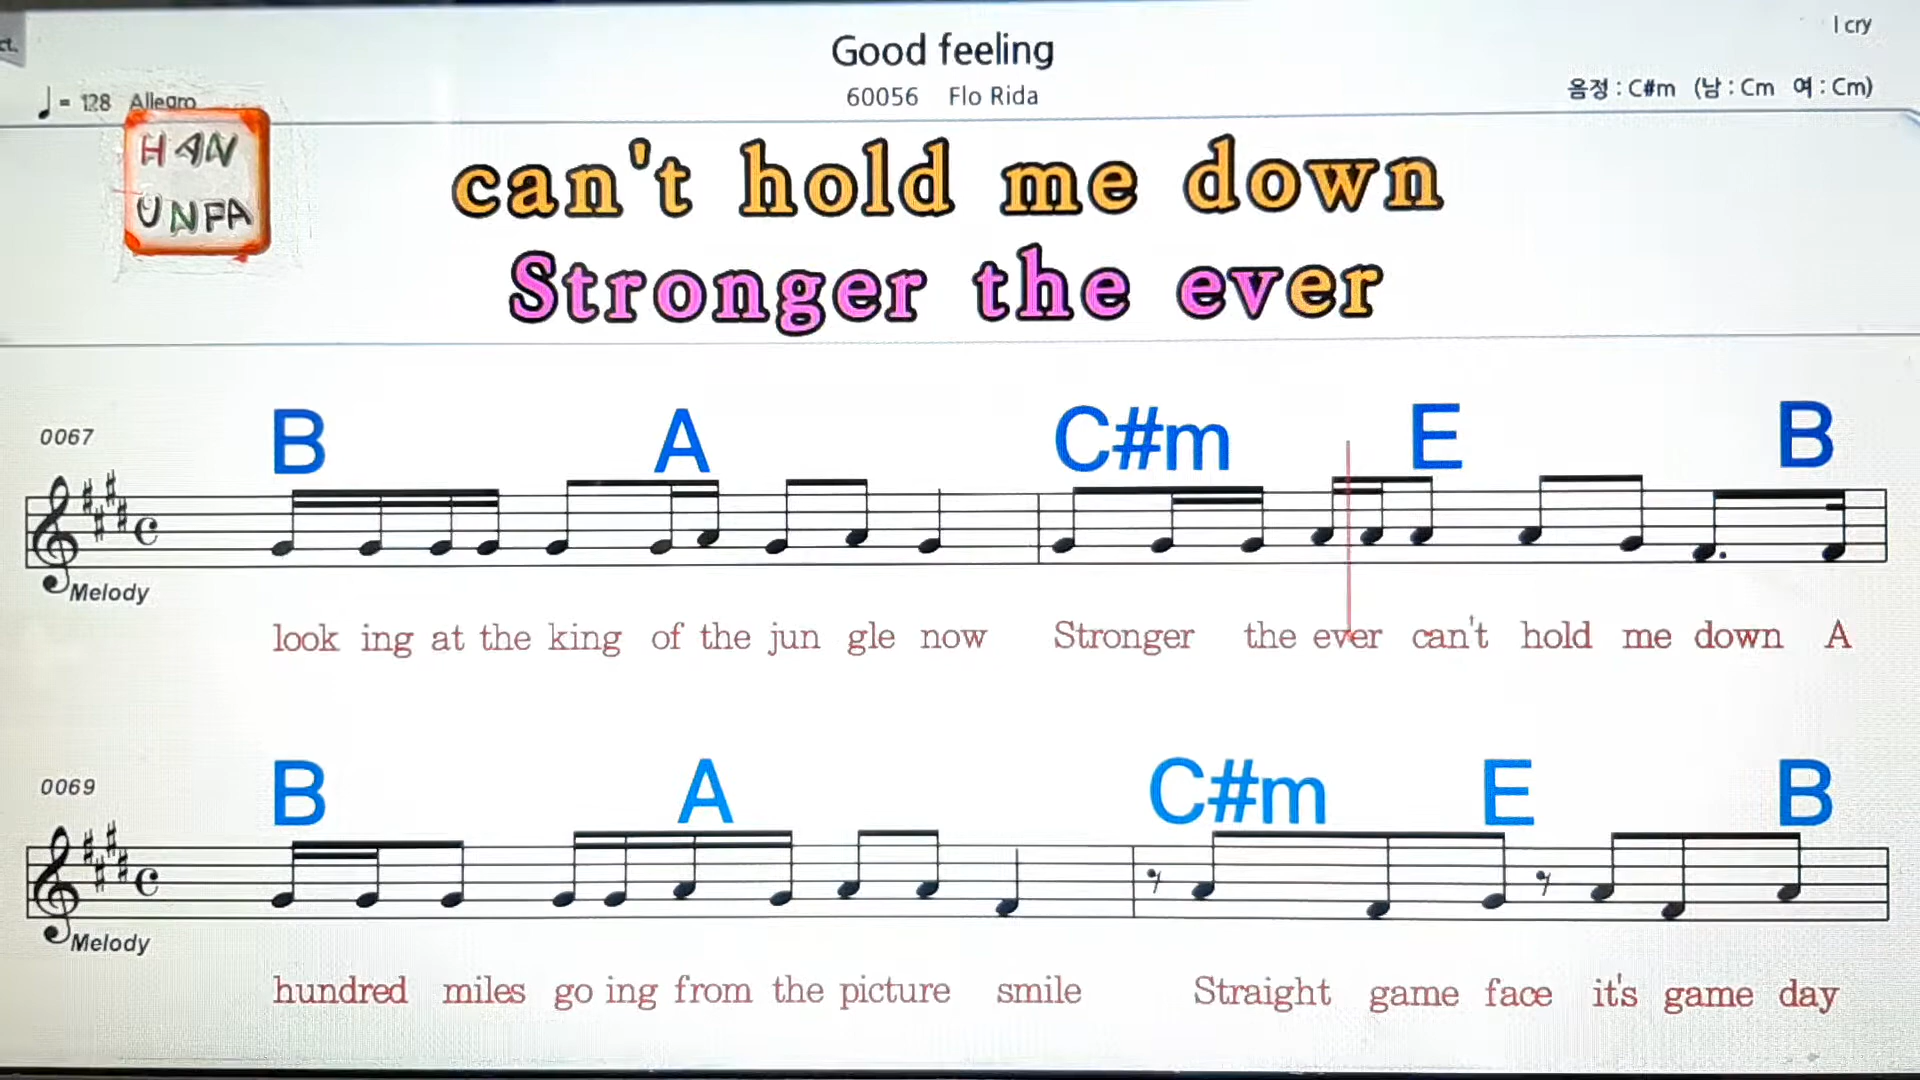 ct.
Good feeling
I cry
♩ = 128 Allegro
60056 Flo Rida
음정 : C#m (남 : Cm 여 : Cm)
HAN
UNPA
can't hold me down
Stronger the ever
B A C#m E B
0067
Melody
look ing at the king of the jun gle now Stronger the ever can't hold me down A
B A C#m E B
0069
Melody
hundred miles go ing from the picture smile Straight game face it's game day